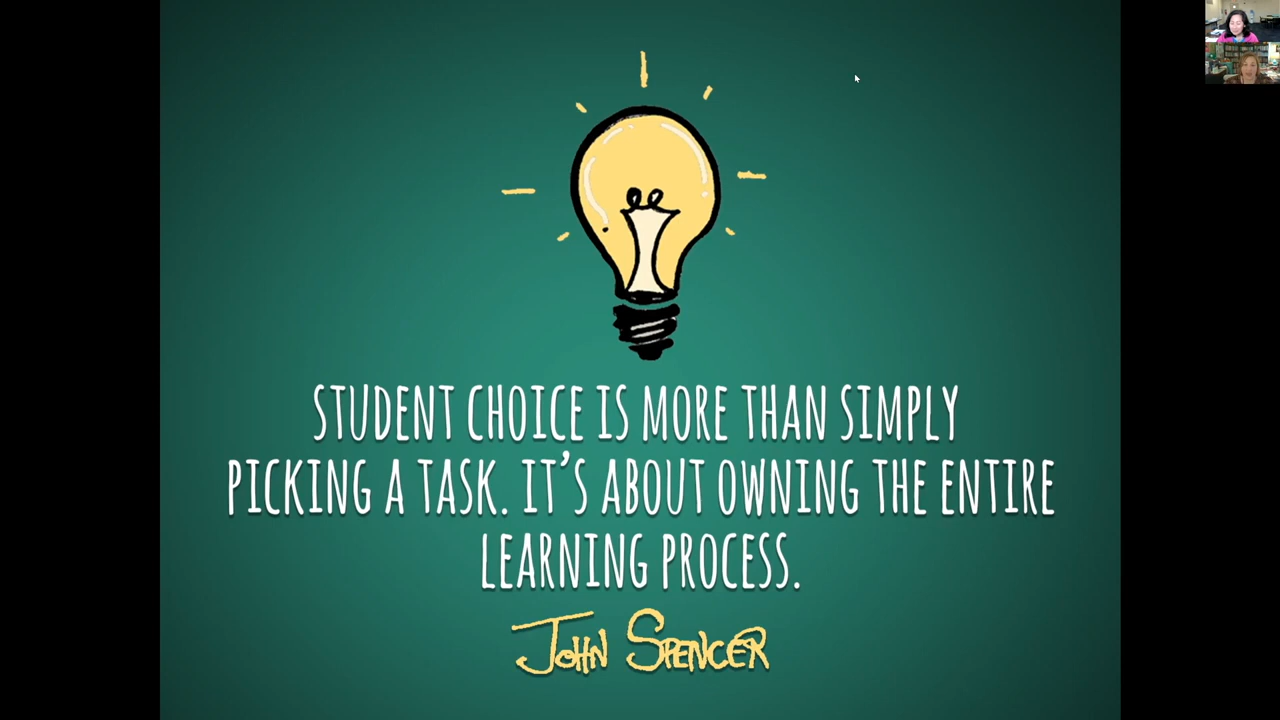 STUDENT CHOICE IS MORE THAN SIMPLY
PICKING A TASK. IT'S ABOUT OWNING THE ENTIRE
LEARNING PROCESS.
JOHN SPENCER